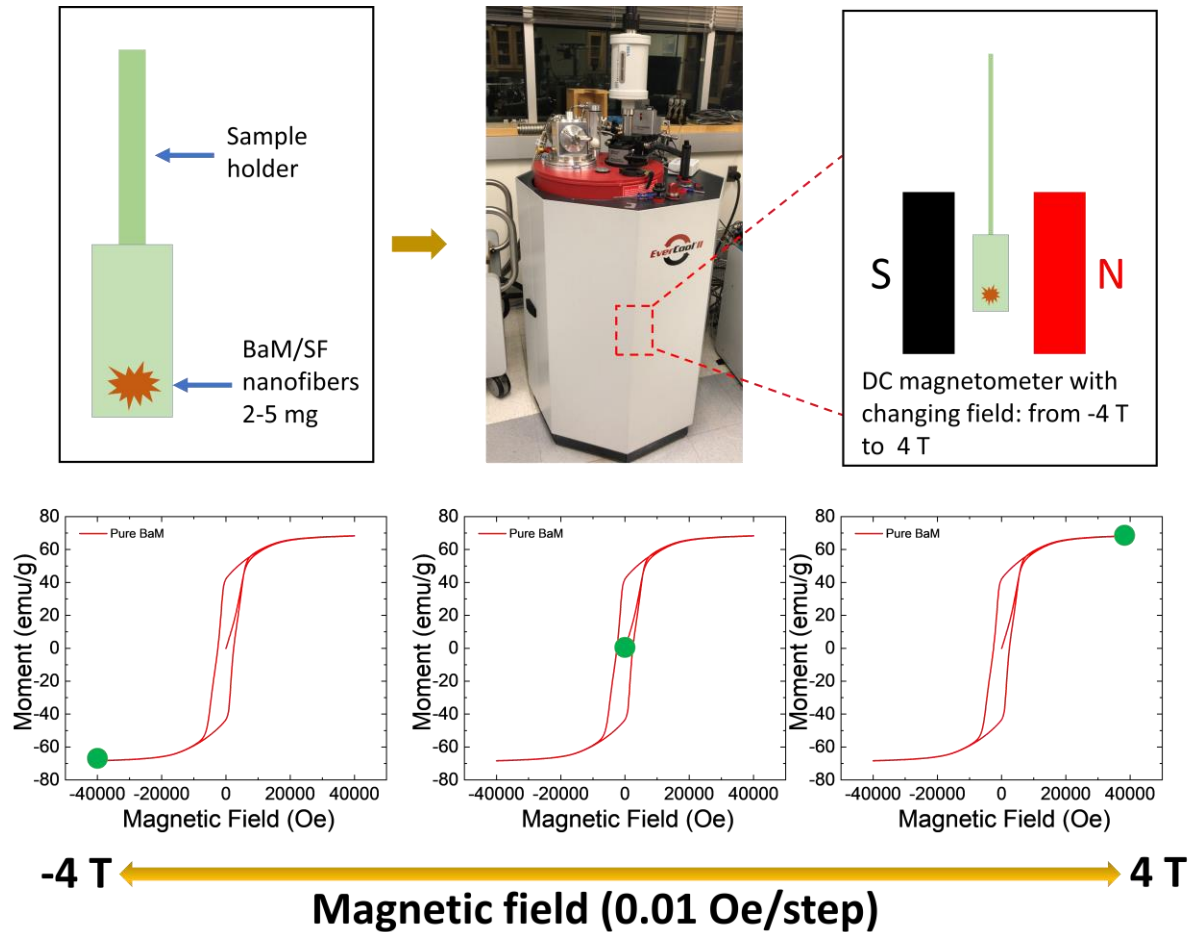 Sample
holder
BaM/SF
nanofibers
2-5 mg
EverCool II
S
N
DC magnetometer with
changing field: from -4 T
to 4 T
Pure BaM
Moment (emu/g)
80
60
40
20
0
-20
-40
-60
-80
-40000 -20000 0 20000 40000
Magnetic Field (Oe)
Pure BaM
Moment (emu/g)
80
60
40
20
0
-20
-40
-60
-80
-40000 -20000 0 20000 40000
Magnetic Field (Oe)
Pure BaM
Moment (emu/g)
80
60
40
20
0
-20
-40
-60
-80
-40000 -20000 0 20000 40000
Magnetic Field (Oe)
-4 T
4 T
Magnetic field (0.01 Oe/step)